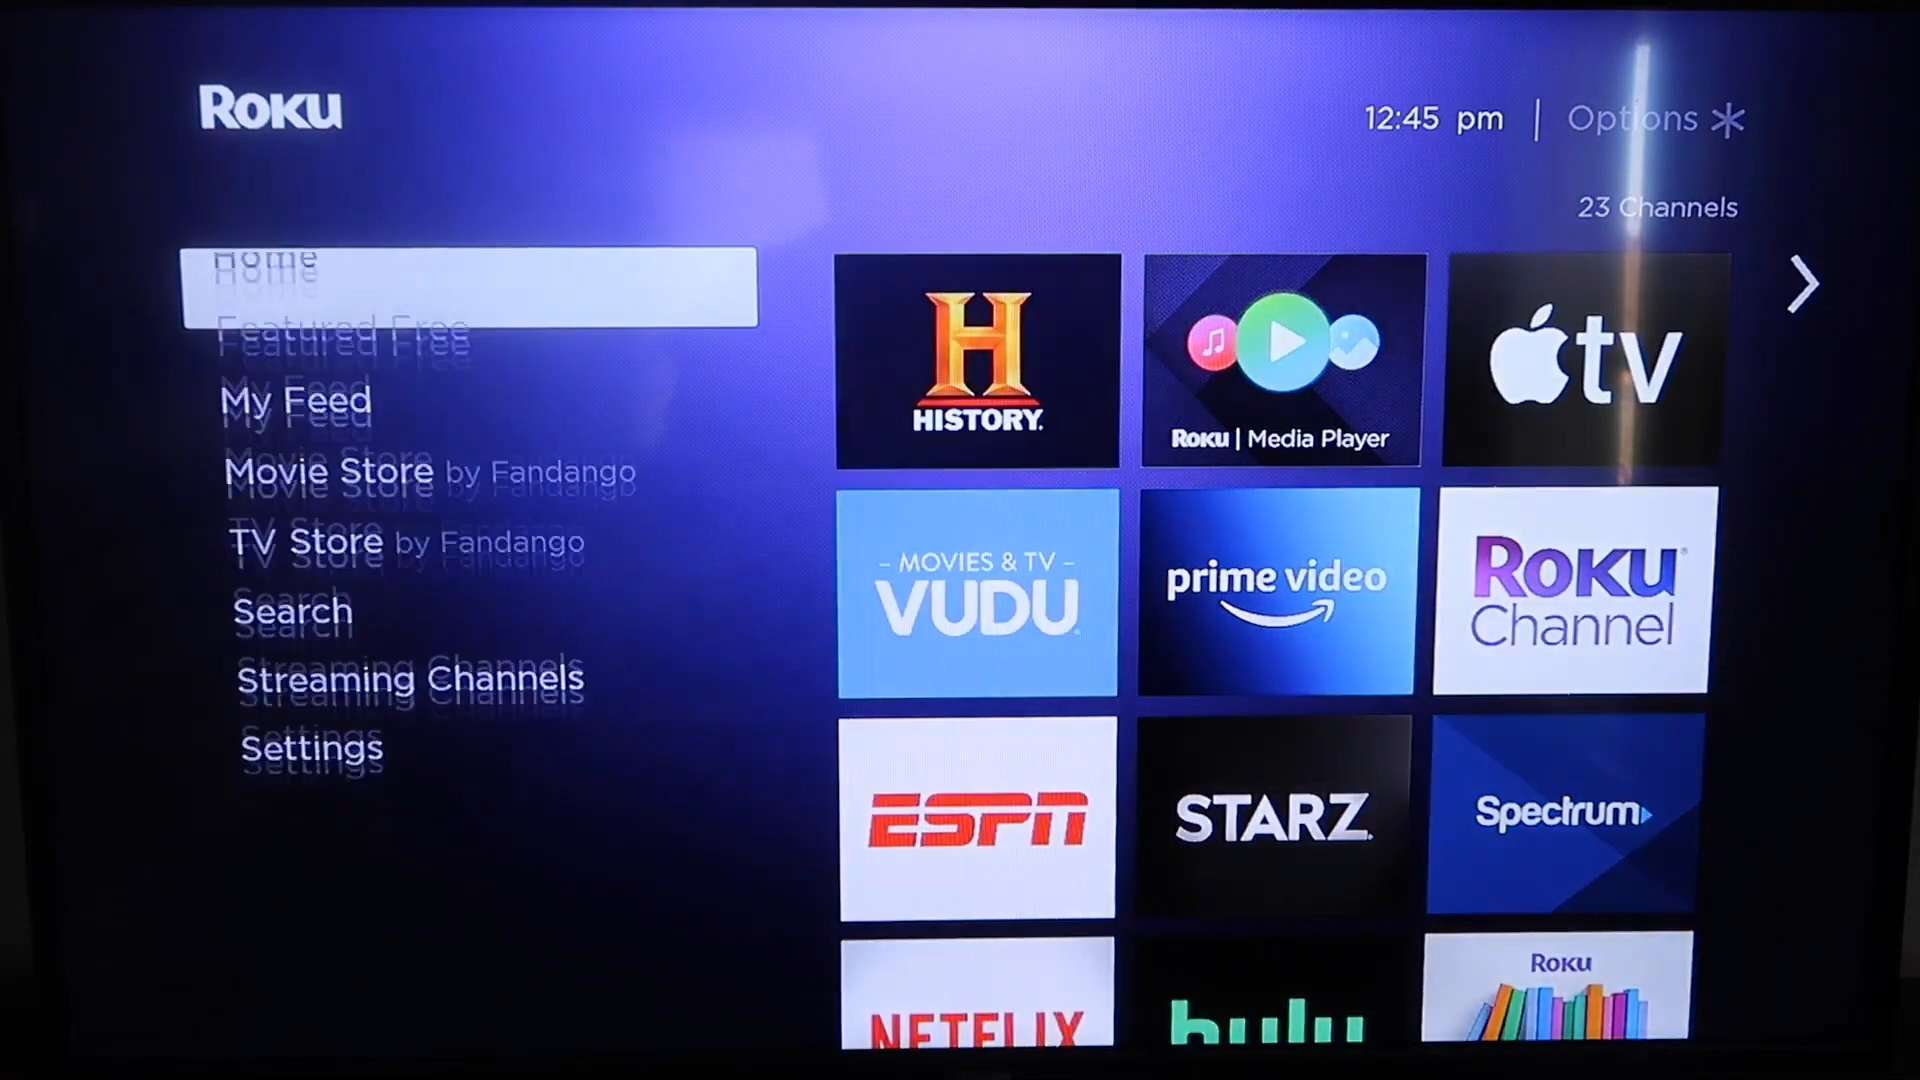 Roku
12:45 pm | Options *
23 Channels
Home
Featured Free
My Feed
Movie Store by Fandango
TV Store by Fandango
Search
Streaming Channels
Settings
H
HISTORY.
Roku | Media Player
tv
- MOVIES & TV -
VUDU
prime video
Roku
Channel
ESPN
STARZ
Spectrum
NETFLIX
hulu
Roku